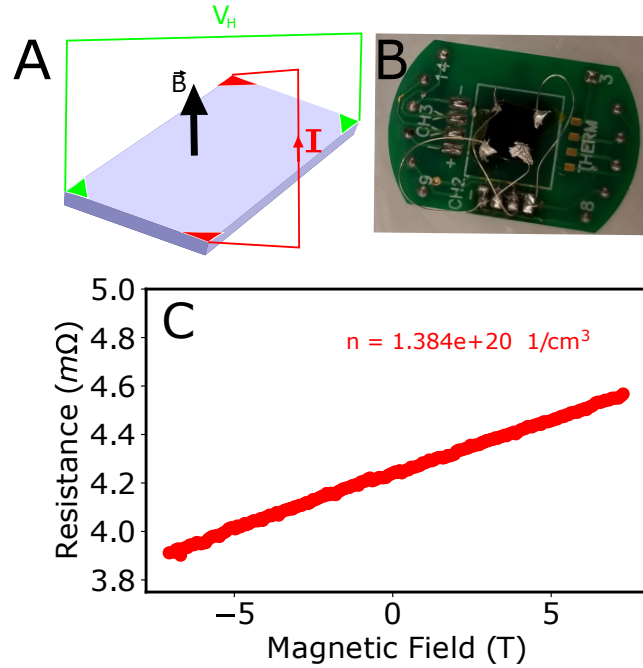 A
V_H
B⃗
I
B
14
3
CH3
-
V
+
THERM
9
CH2
-
8
C
n = 1.384e+20 1/cm³
Resistance (mΩ)
5.0
4.8
4.6
4.4
4.2
4.0
3.8
−5
0
5
Magnetic Field (T)